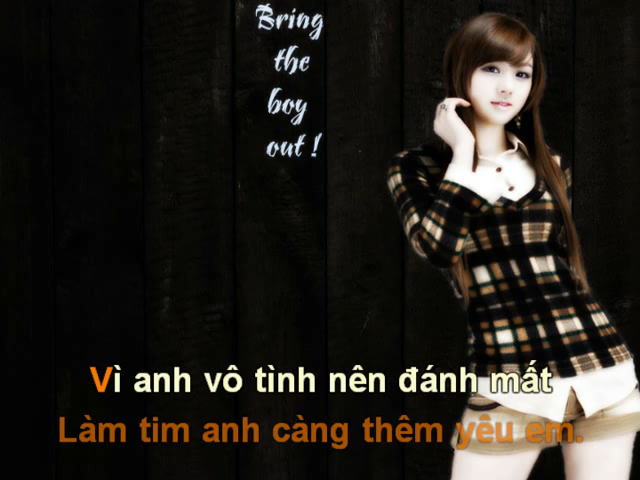 Bring
the
boy
out !
Vì anh vô tình nên đánh mất
Làm tim anh càng thêm yêu em.